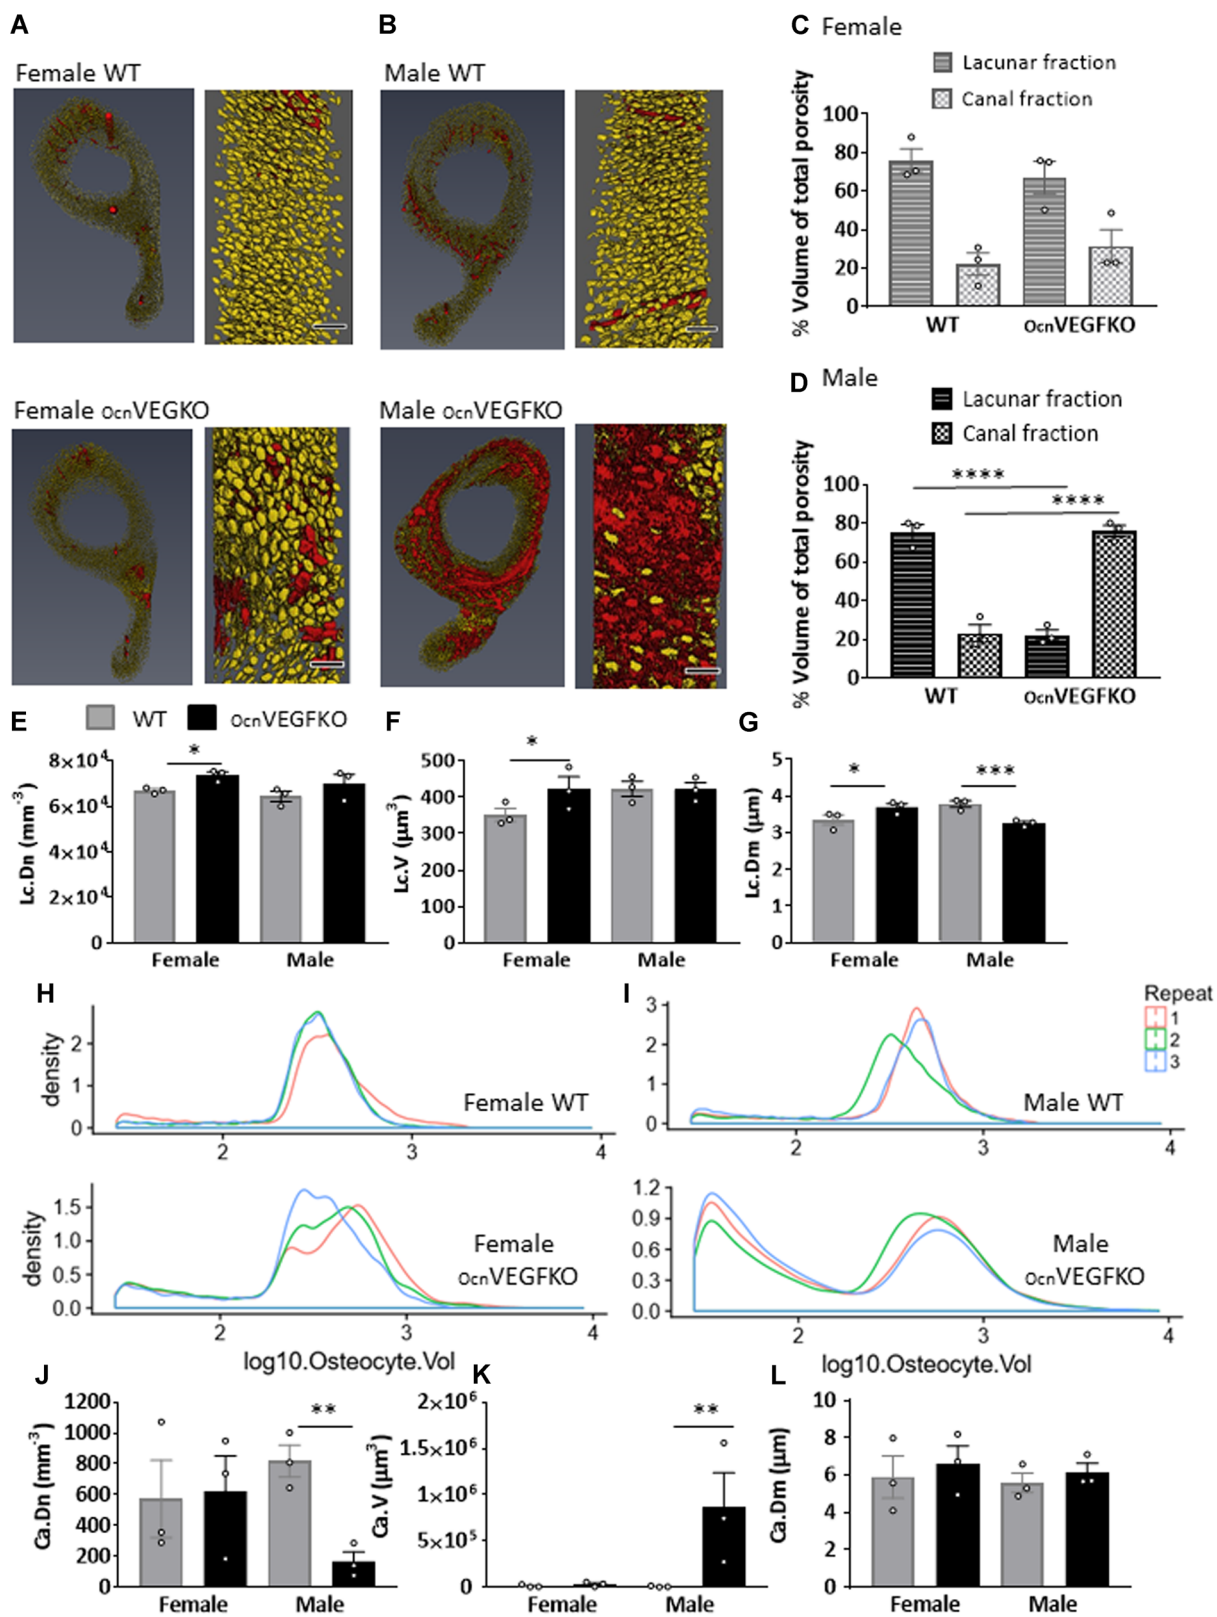 A
B
C Female
Female WT
Male WT
Lacunar fraction
Canal fraction
% Volume of total porosity
100
80
60
40
20
0
WT
OcnVEGFKO
Female OcnVEGKO
Male OcnVEGFKO
D Male
Lacunar fraction
Canal fraction
% Volume of total porosity
100
80
60
40
20
0
****
****
WT
OcnVEGFKO
E
WT
OcnVEGFKO
Lc.Dn (mm⁻³)
8×10⁴
6×10⁴
4×10⁴
2×10⁴
0
*
Female
Male
F
Lc.V (µm³)
500
400
300
200
100
0
*
Female
Male
G
Lc.Dm (µm)
5
4
3
2
1
0
*
***
Female
Male
H
density
2
1
0
Female WT
2
3
4
density
1.5
1.0
0.5
0.0
Female
OcnVEGFKO
2
3
4
log10.Osteocyte.Vol
I
3
2
1
0
Male WT
2
3
4
Repeat
1
2
3
1.2
0.9
0.6
0.3
0.0
Male
OcnVEGFKO
2
3
4
log10.Osteocyte.Vol
J
Ca.Dn (mm⁻³)
1200
1000
800
600
400
200
0
**
Female
Male
K
Ca.V (µm³)
2×10⁶
1.5×10⁶
1×10⁶
5×10⁵
0
**
Female
Male
L
Ca.Dm (µm)
10
8
6
4
2
0
Female
Male